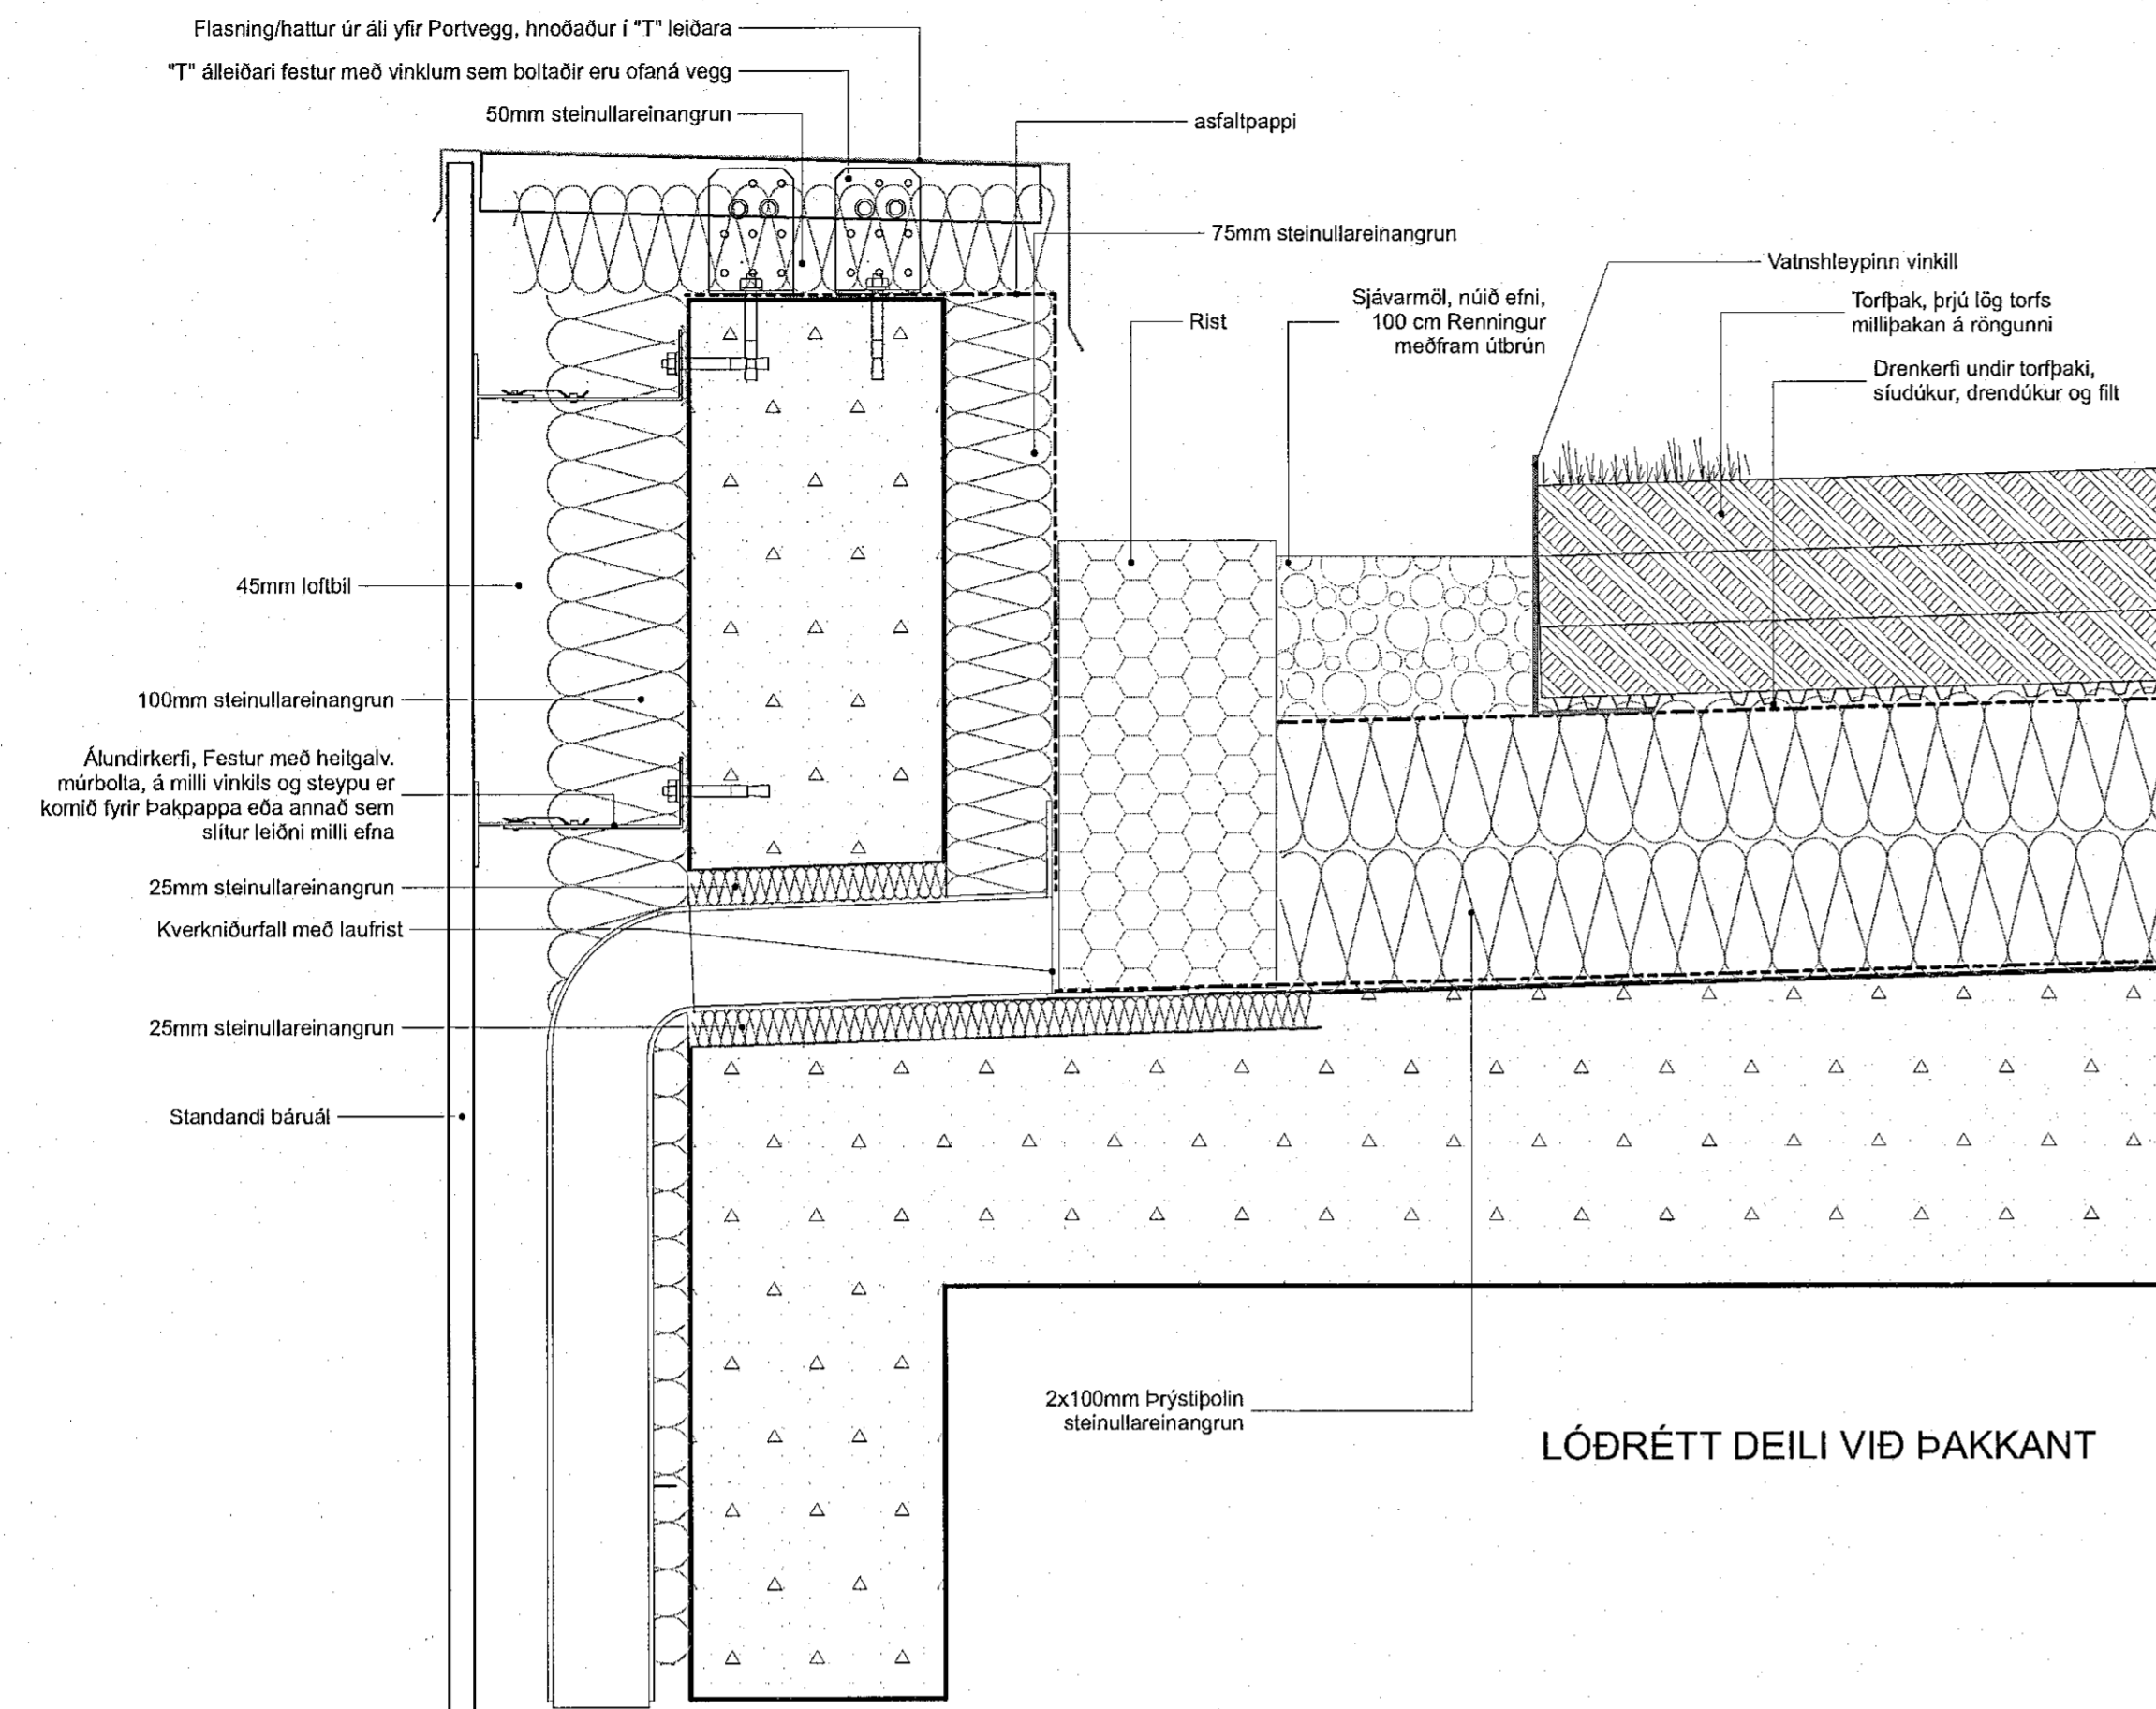 Flasning/hattur úr áli yfir Portvegg, hnoðaður í "T" leiðara
"T" álleiðari festur með vinklum sem boltaðir eru ofaná vegg
50mm steinullareinangrun
asfaltpappi
75mm steinullareinangrun
Vatnshleypinn vinkill
Sjávarmöl, núið efni,
100 cm Renningur
meðfram útbrún
Torfþak, þrjú lög torfs
milliþakan á röngunni
Rist
Drenkerfi undir torfþaki,
síudúkur, drendúkur og filt
45mm loftbil
100mm steinullareinangrun
Álundirkerfi, Festur með heitgalv.
múrbolta, á milli vinkils og steypu er
komið fyrir Þakpappa eða annað sem
slítur leiðni milli efna
25mm steinullareinangrun
Kverkniðurfall með laufrist
25mm steinullareinangrun
Standandi báruál
2x100mm Þrýstiþolin
steinullareinangrun
LÓÐRÉTT DEILI VIÐ ÞAKKANT